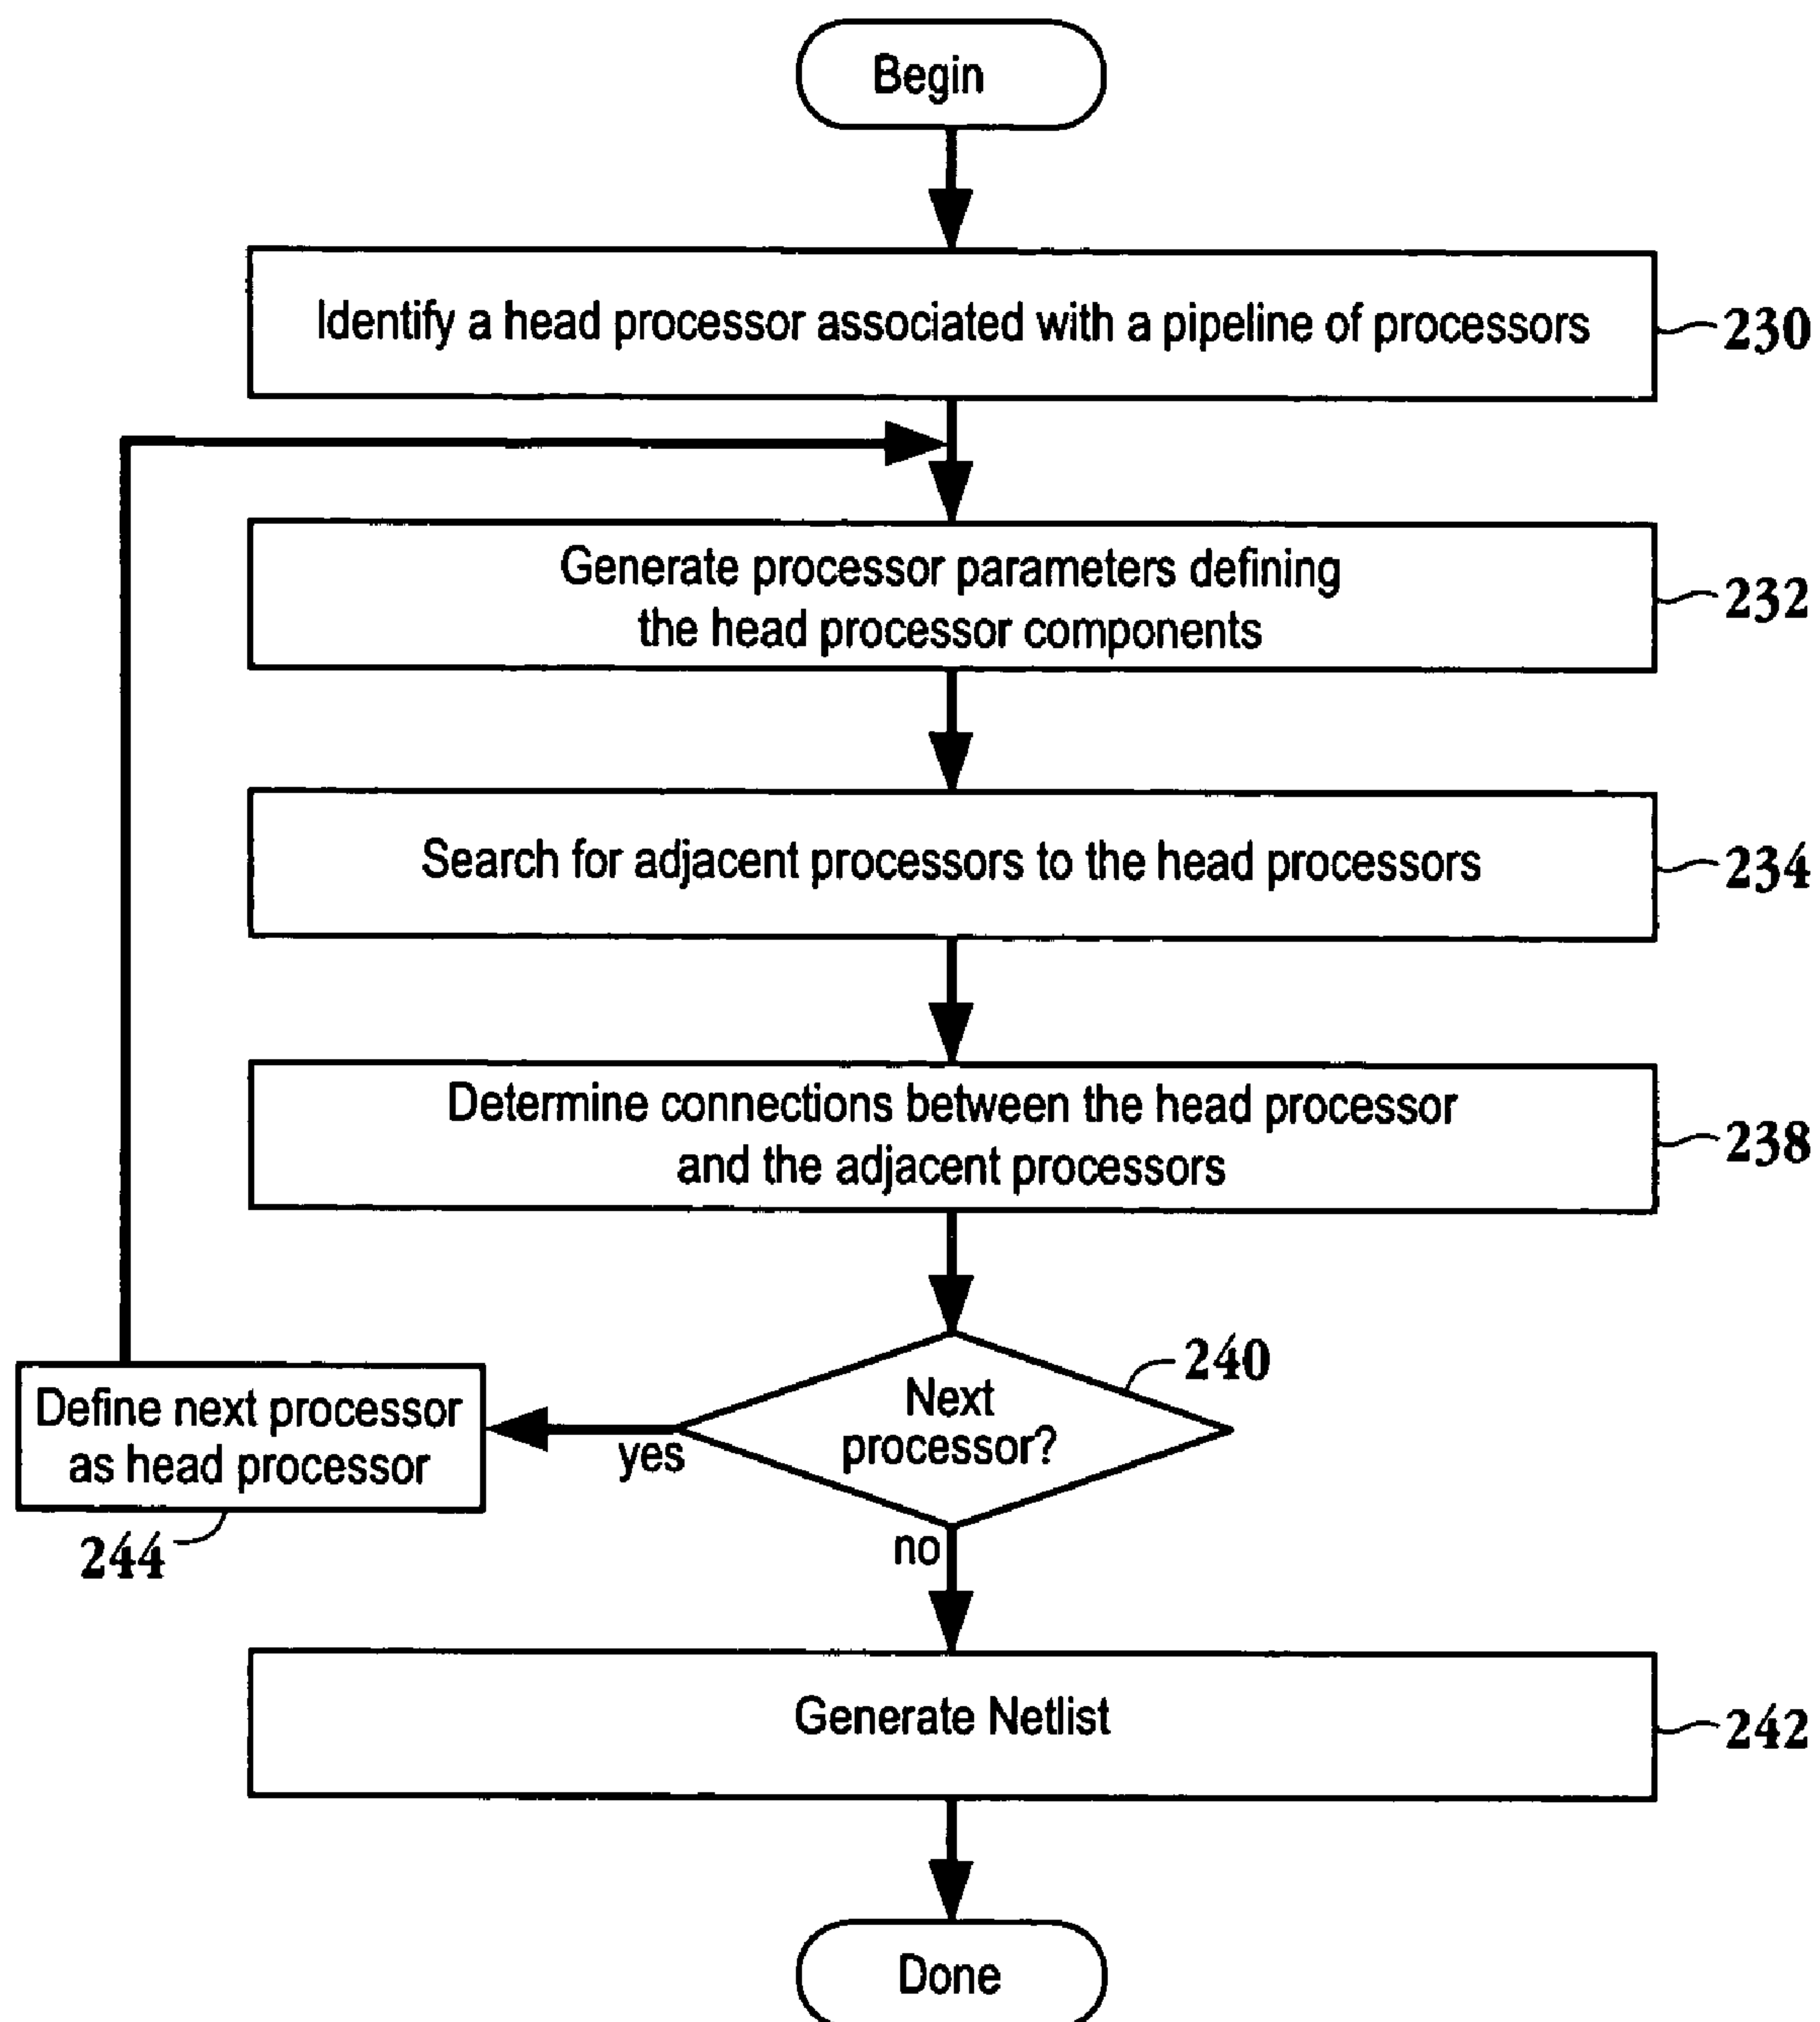 Begin
Identify a head processor associated with a pipeline of processors
230
Generate processor parameters defining
the head processor components
232
Search for adjacent processors to the head processors
234
Determine connections between the head processor
and the adjacent processors
238
240
Next
processor?
yes
Define next processor
as head processor
244
no
Generate Netlist
242
Done